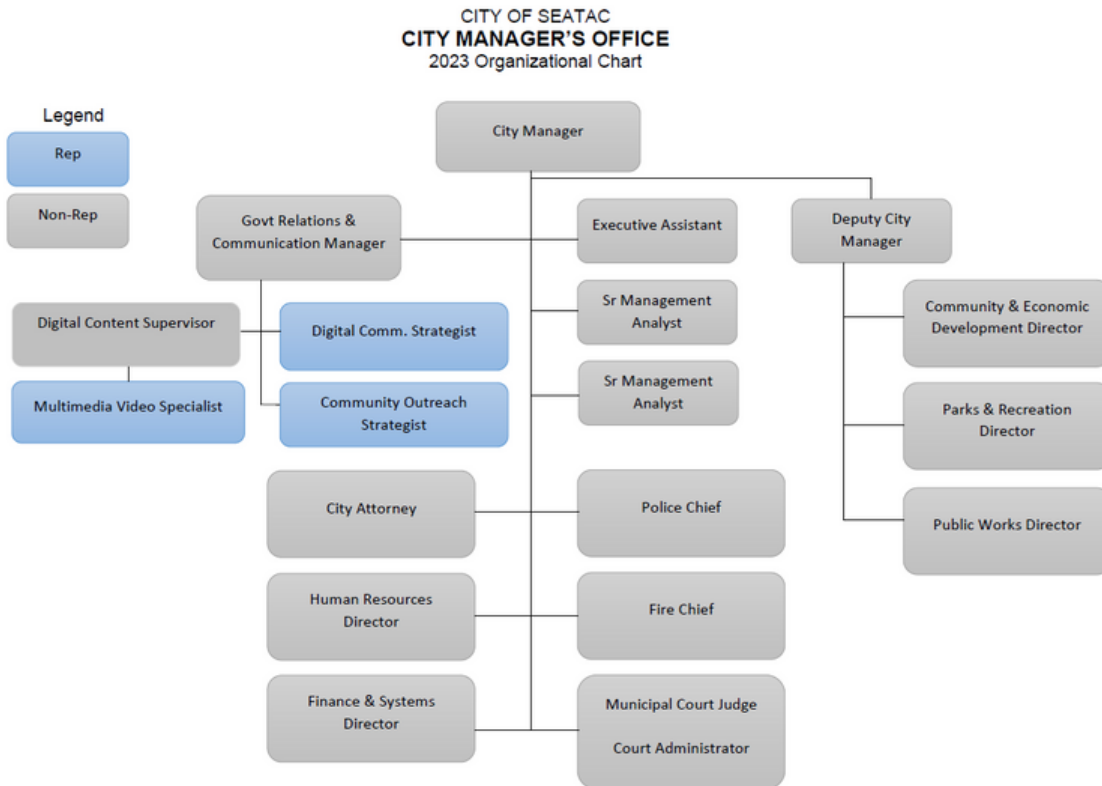 CITY OF SEATAC
CITY MANAGER'S OFFICE
2023 Organizational Chart
Legend
Rep
Non-Rep
City Manager
Govt Relations &
Communication Manager
Executive Assistant
Deputy City
Manager
Digital Content Supervisor
Digital Comm. Strategist
Sr Management
Analyst
Community & Economic
Development Director
Multimedia Video Specialist
Community Outreach
Strategist
Sr Management
Analyst
Parks & Recreation
Director
City Attorney
Police Chief
Public Works Director
Human Resources
Director
Fire Chief
Finance & Systems
Director
Municipal Court Judge
Court Administrator